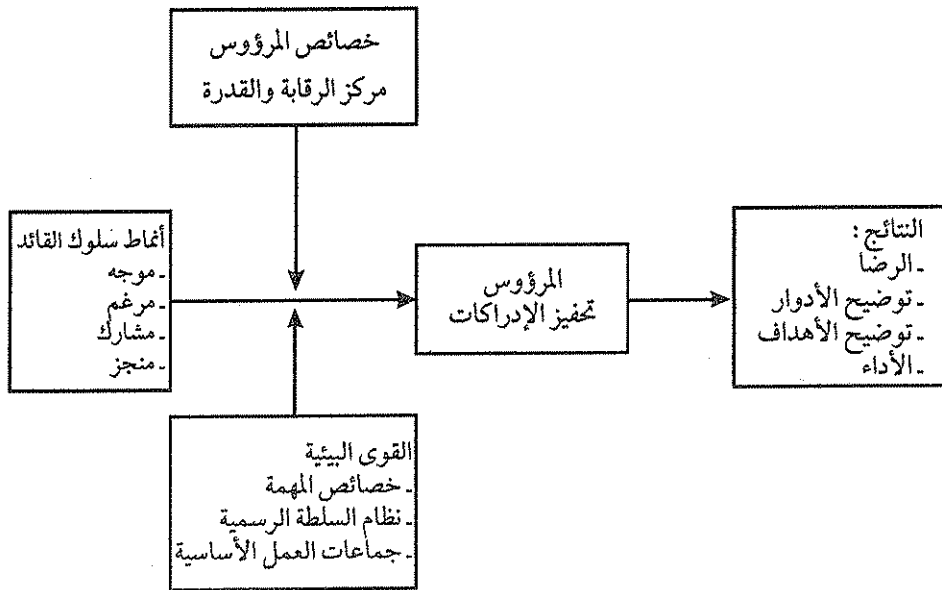 خصائص المرؤوس
مركز الرقابة والقدرة
أنماط سلوك القائد
ـ موجه
ـ مرغم
ـ مشارك
ـ منجز
المرؤوس
تحفيز الإدراكات
النتائج :
ـ الرضا
ـ توضيح الأدوار
ـ توضيح الأهداف
ـ الأداء
القوى البيئية
ـ خصائص المهمة
ـ نظام السلطة الرسمية
ـ جماعات العمل الأساسية